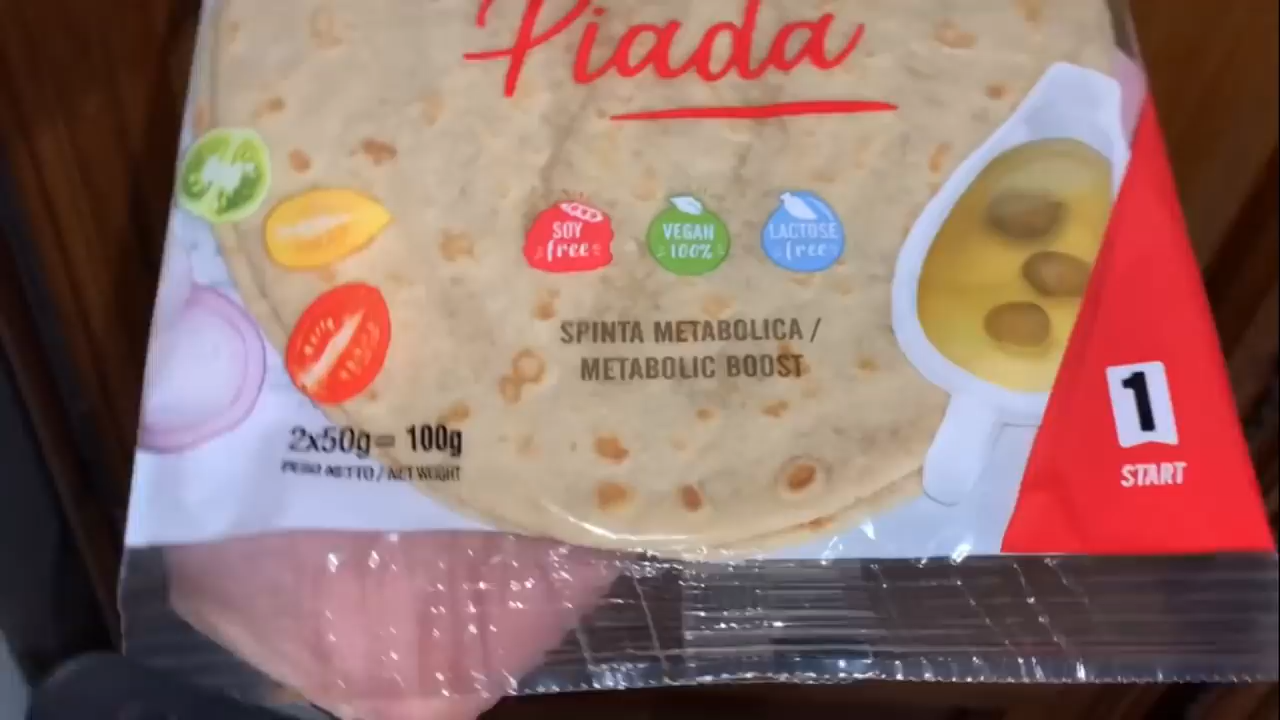 Piada
SOY
free
VEGAN
100%
LACTOSE
free
SPINTA METABOLICA /
METABOLIC BOOST
2x50g= 100g
PESO NETTO / NET WEIGHT
1
START